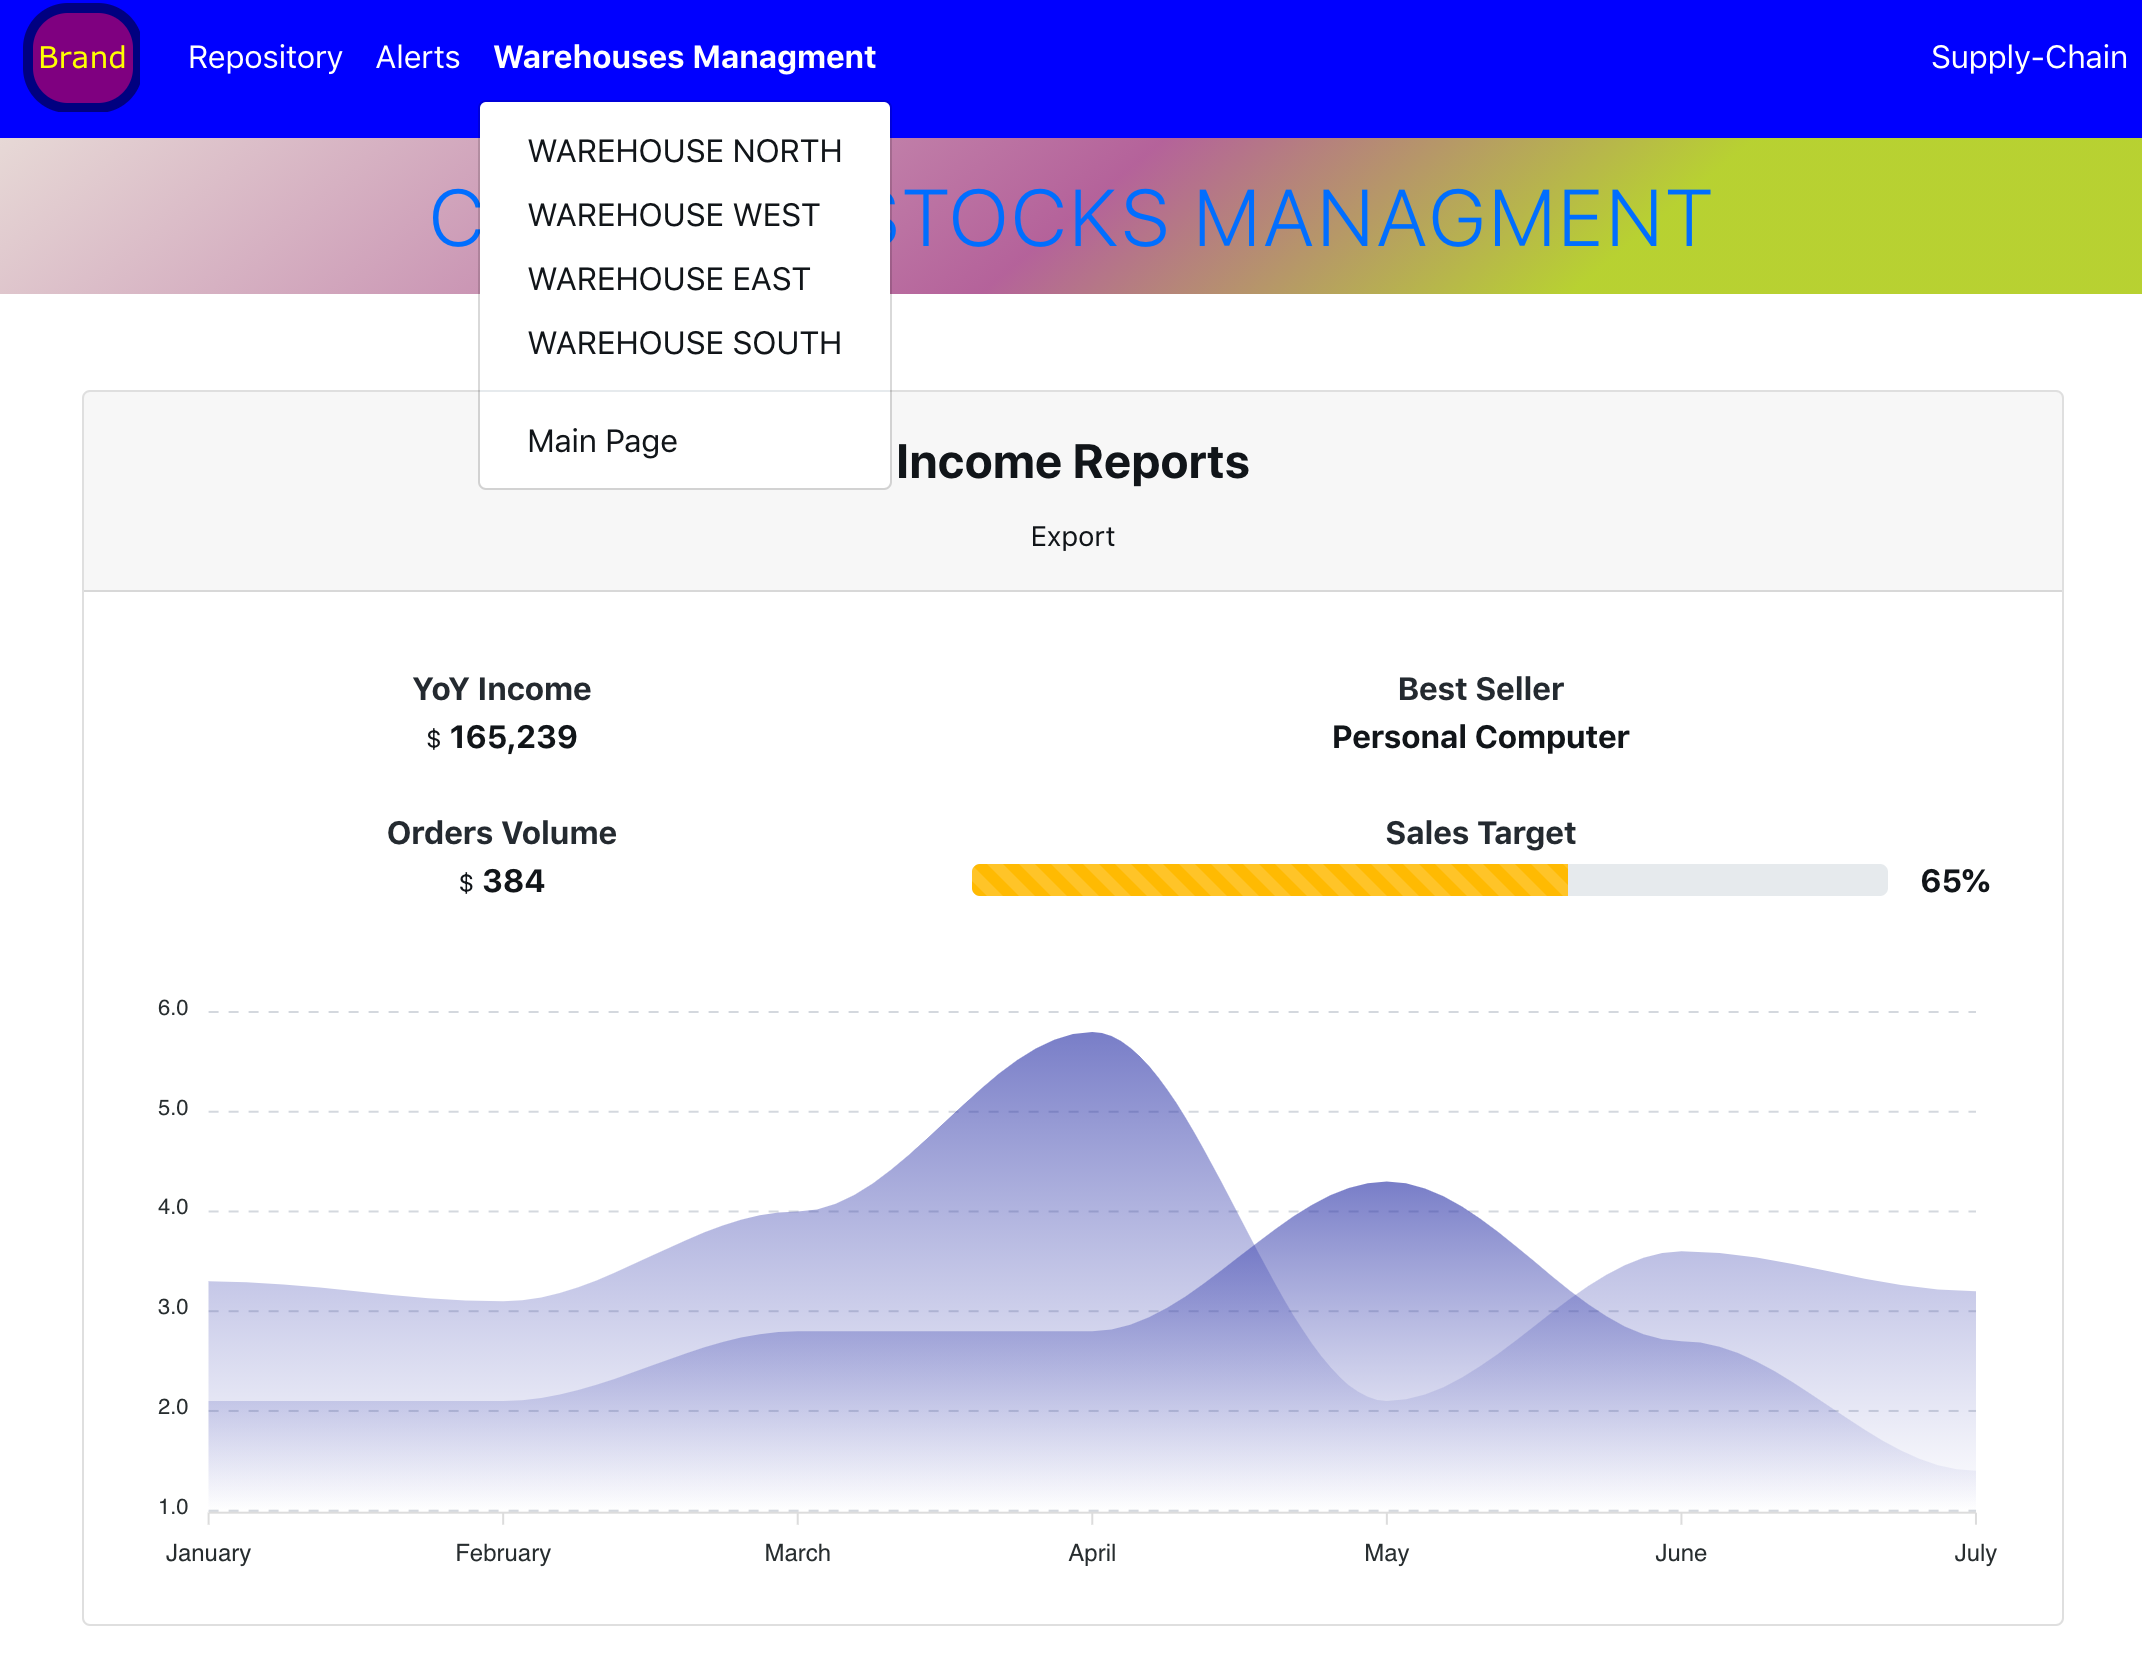 Brand Repository Alerts Warehouses Managment Supply-Chain
WAREHOUSE NORTH
WAREHOUSE WEST
WAREHOUSE EAST
WAREHOUSE SOUTH
Main Page
MANAGMENT
Income Reports
Export
YoY Income
$ 165,239
Best Seller
Personal Computer
Orders Volume
$ 384
Sales Target
65%
6.0
5.0
4.0
3.0
2.0
1.0
January February March April May June July